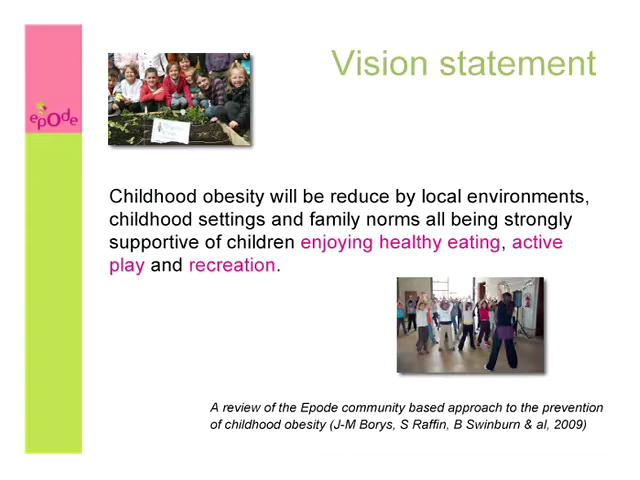 Vision statement
epode
Childhood obesity will be reduce by local environments,
childhood settings and family norms all being strongly
supportive of children enjoying healthy eating, active
play and recreation.
A review of the Epode community based approach to the prevention
of childhood obesity (J-M Borys, S Raffin, B Swinburn & al, 2009)